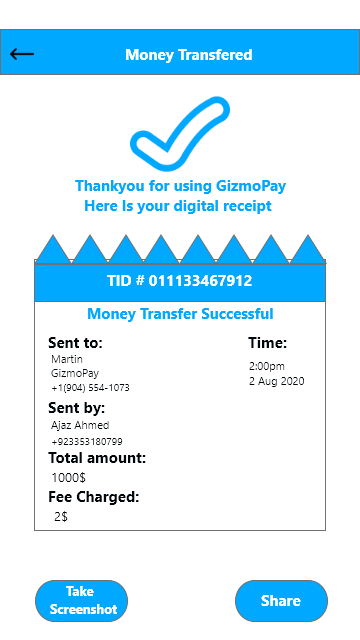 Money Transfered
Thankyou for using GizmoPay
Here Is your digital receipt
TID # 011133467912
Money Transfer Successful
Sent to:
Martin
GizmoPay
+1(904) 554-1073
Time:
2:00pm
2 Aug 2020
Sent by:
Ajaz Ahmed
+923353180799
Total amount:
1000$
Fee Charged:
2$
Take
Screenshot
Share